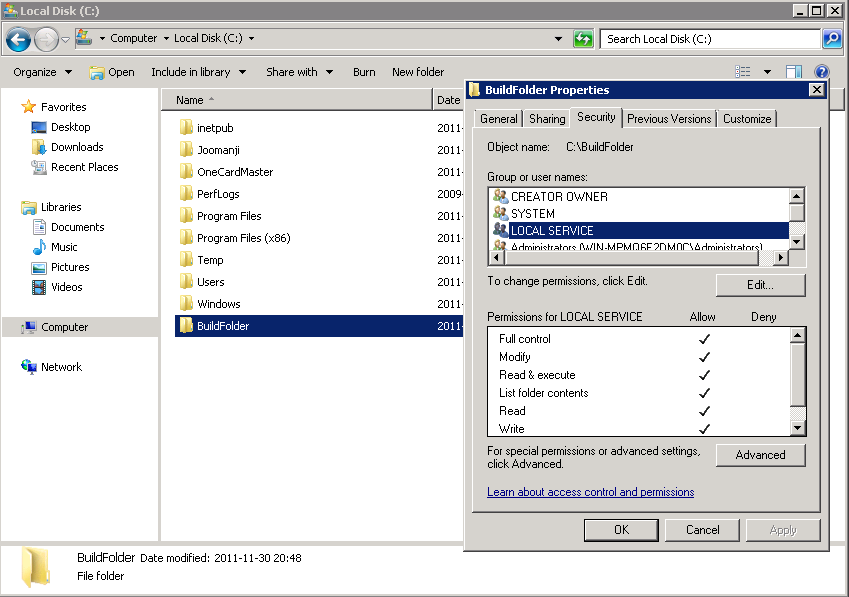 Local Disk (C:)
Computer Local Disk (C:) Search Local Disk (C:)
Organize Open Include in library Share with Burn New folder
Favorites
Desktop
Downloads
Recent Places
Libraries
Documents
Music
Pictures
Videos
Computer
Network
Name Date
inetpub 2011-
Joomanji 2011-
OneCardMaster 2011-
PerfLogs 2009-
Program Files 2011-
Program Files (x86) 2011-
Temp 2011-
Users 2011-
Windows 2011-
BuildFolder 2011-
BuildFolder Properties
General Sharing Security Previous Versions Customize
Object name: C:\BuildFolder
Group or user names:
CREATOR OWNER
SYSTEM
LOCAL SERVICE
Administrators (WIN-MPMQ6E2DM0C\Administrators)
To change permissions, click Edit.
Edit...
Permissions for LOCAL SERVICE Allow Deny
Full control
Modify
Read & execute
List folder contents
Read
Write
For special permissions or advanced settings,
click Advanced.
Advanced
Learn about access control and permissions
OK Cancel Apply
BuildFolder Date modified: 2011-11-30 20:48
File folder